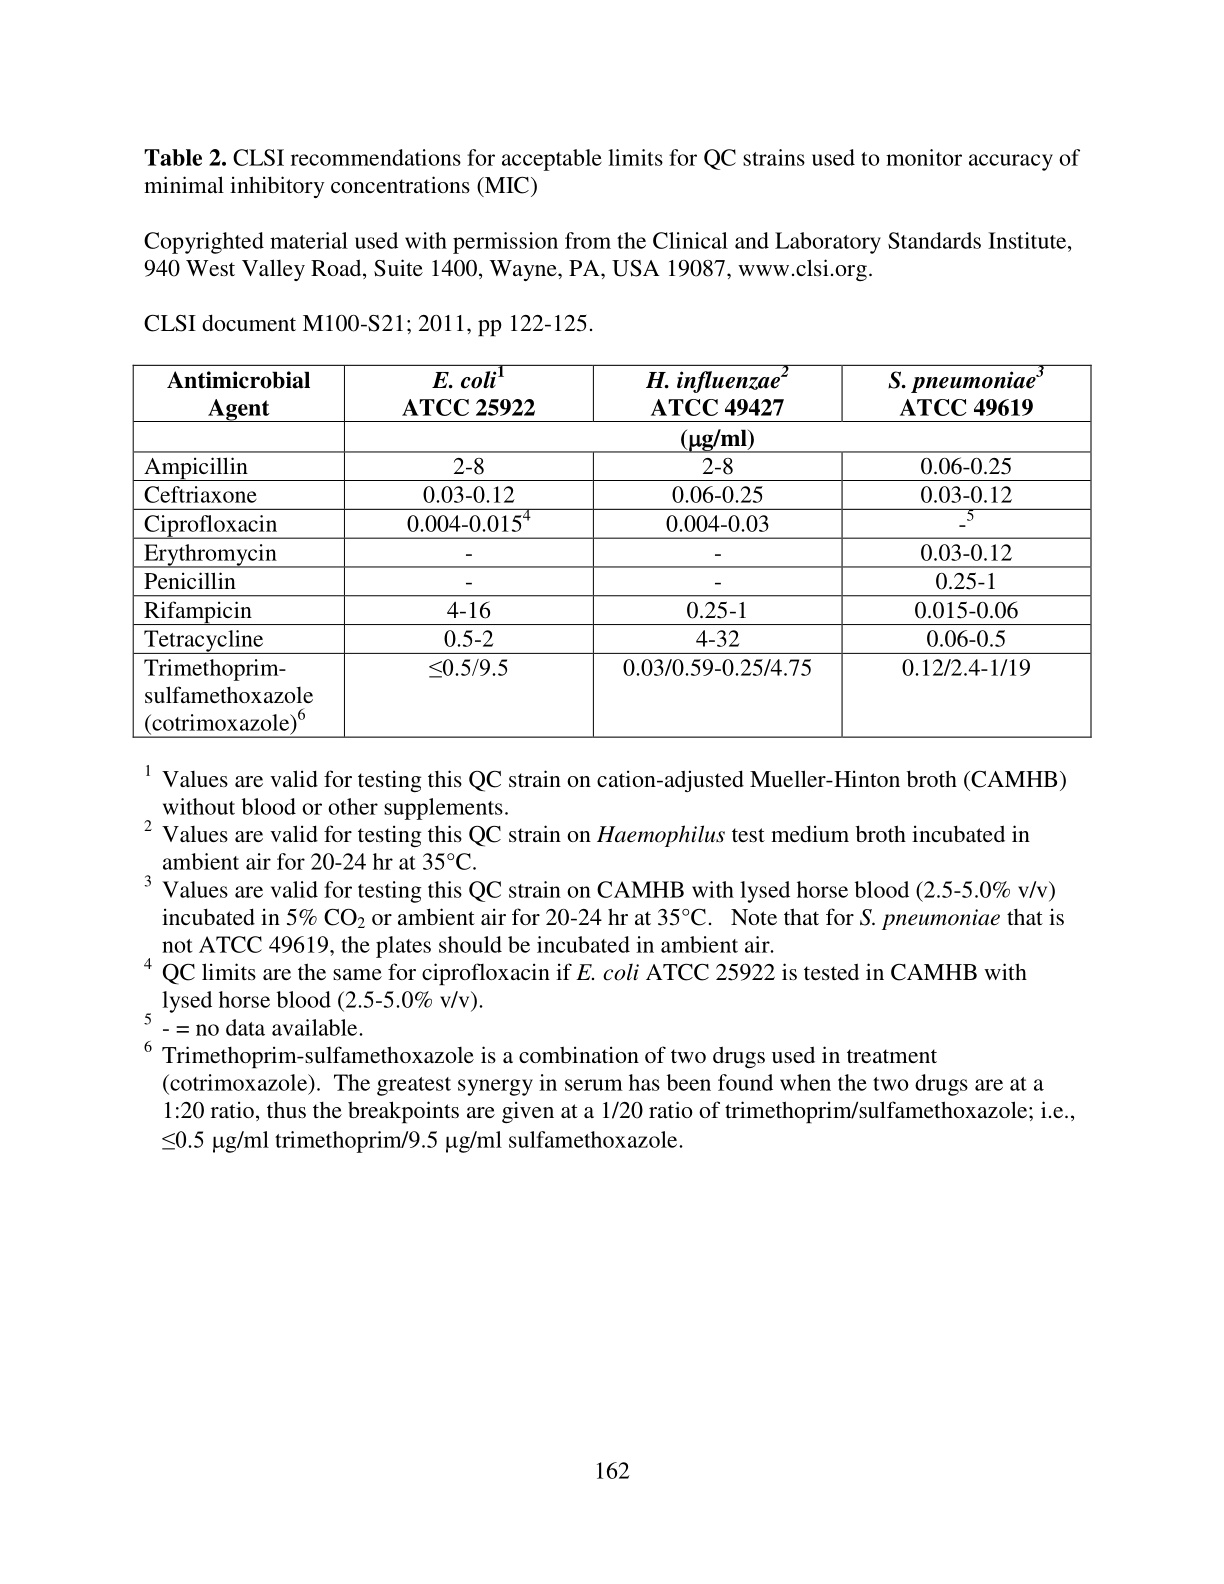 Table 2. CLSI recommendations for acceptable limits for QC strains used to monitor accuracy of
minimal inhibitory concentrations (MIC)
Copyrighted material used with permission from the Clinical and Laboratory Standards Institute,
940 West Valley Road, Suite 1400, Wayne, PA, USA 19087, www.clsi.org.
CLSI document M100-S21; 2011, pp 122-125.
Antimicrobial Agent E. coli1 ATCC 25922 H. influenzae2 ATCC 49427 S. pneumoniae3 ATCC 49619
(µg/ml)
Ampicillin 2-8 2-8 0.06-0.25
Ceftriaxone 0.03-0.12 0.06-0.25 0.03-0.12
Ciprofloxacin 0.004-0.0154 0.004-0.03 -5
Erythromycin - - 0.03-0.12
Penicillin - - 0.25-1
Rifampicin 4-16 0.25-1 0.015-0.06
Tetracycline 0.5-2 4-32 0.06-0.5
Trimethoprim- ≤0.5/9.5 0.03/0.59-0.25/4.75 0.12/2.4-1/19
sulfamethoxazole
(cotrimoxazole)6
1 Values are valid for testing this QC strain on cation-adjusted Mueller-Hinton broth (CAMHB)
without blood or other supplements.
2 Values are valid for testing this QC strain on Haemophilus test medium broth incubated in
ambient air for 20-24 hr at 35°C.
3 Values are valid for testing this QC strain on CAMHB with lysed horse blood (2.5-5.0% v/v)
incubated in 5% CO2 or ambient air for 20-24 hr at 35°C. Note that for S. pneumoniae that is
not ATCC 49619, the plates should be incubated in ambient air.
4 QC limits are the same for ciprofloxacin if E. coli ATCC 25922 is tested in CAMHB with
lysed horse blood (2.5-5.0% v/v).
5 - = no data available.
6 Trimethoprim-sulfamethoxazole is a combination of two drugs used in treatment
(cotrimoxazole). The greatest synergy in serum has been found when the two drugs are at a
1:20 ratio, thus the breakpoints are given at a 1/20 ratio of trimethoprim/sulfamethoxazole; i.e.,
≤0.5 µg/ml trimethoprim/9.5 µg/ml sulfamethoxazole.
162